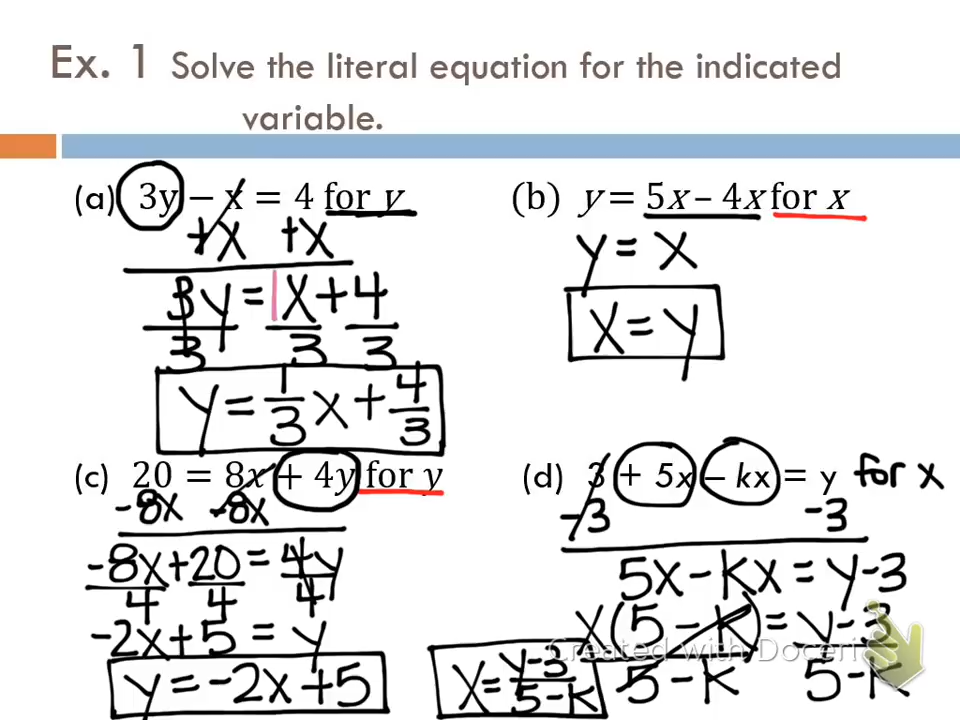 Ex. 1 Solve the literal equation for the indicated
variable.
(a) 3y − x = 4 for y
+x +x
3y = 1x + 4
3 3 3
y = 1/3 x + 4/3
(b) y = 5x – 4x for x
y = x
x = y
(c) 20 = 8x + 4y for y
-8x -8x
-8x + 20 = 4y
4 4 4
-2x + 5 = y
y = -2x + 5
(d) 3 + 5x – kx = y for x
-3 -3
5x - kx = y - 3
x(5 - k) = y - 3
5 - k 5 - k
x = y-3/5-k
Created with Doceri